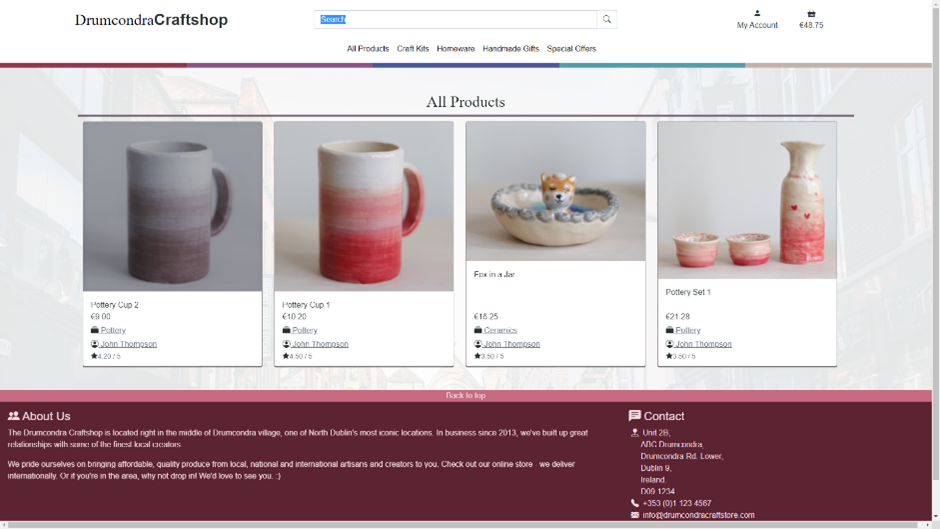 DrumcondraCraftshop
Search
My Account
€48.75
All Products Craft Kits Homeware Handmade Gifts Special Offers
All Products
Pottery Cup 2
€9.00
Pottery
John Thompson
4.20 / 5
Pottery Cup 1
€10.20
Pottery
John Thompson
4.50 / 5
Fox in a Jar
€18.25
Ceramics
John Thompson
3.50 / 5
Pottery Set 1
€21.28
Pottery
John Thompson
3.50 / 5
Back to top
About Us
The Drumcondra Craftshop is located right in the middle of Drumcondra village, one of North Dublin's most iconic locations. In business since 2013, we've built up great
relationships with some of the finest local creators.
We pride ourselves on bringing affordable, quality produce from local, national and international artisans and creators to you. Check out our online store - we deliver
internationally. Or if you're in the area, why not drop in! We'd love to see you. :)
Contact
Unit 2B,
ABC Drumcondra,
Drumcondra Rd. Lower,
Dublin 9,
Ireland.
D09 1234
+353 (0)1 123 4567
info@drumcondracraftstore.com